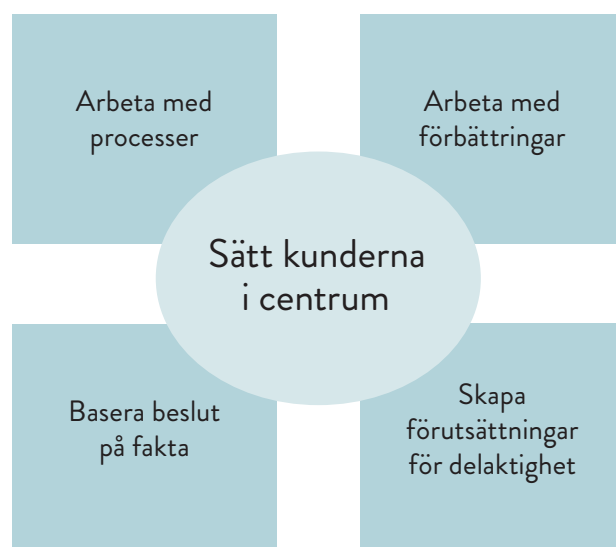 Arbeta med
processer
Arbeta med
förbättringar
Sätt kunderna
i centrum
Basera beslut
på fakta
Skapa
förutsättningar
för delaktighet